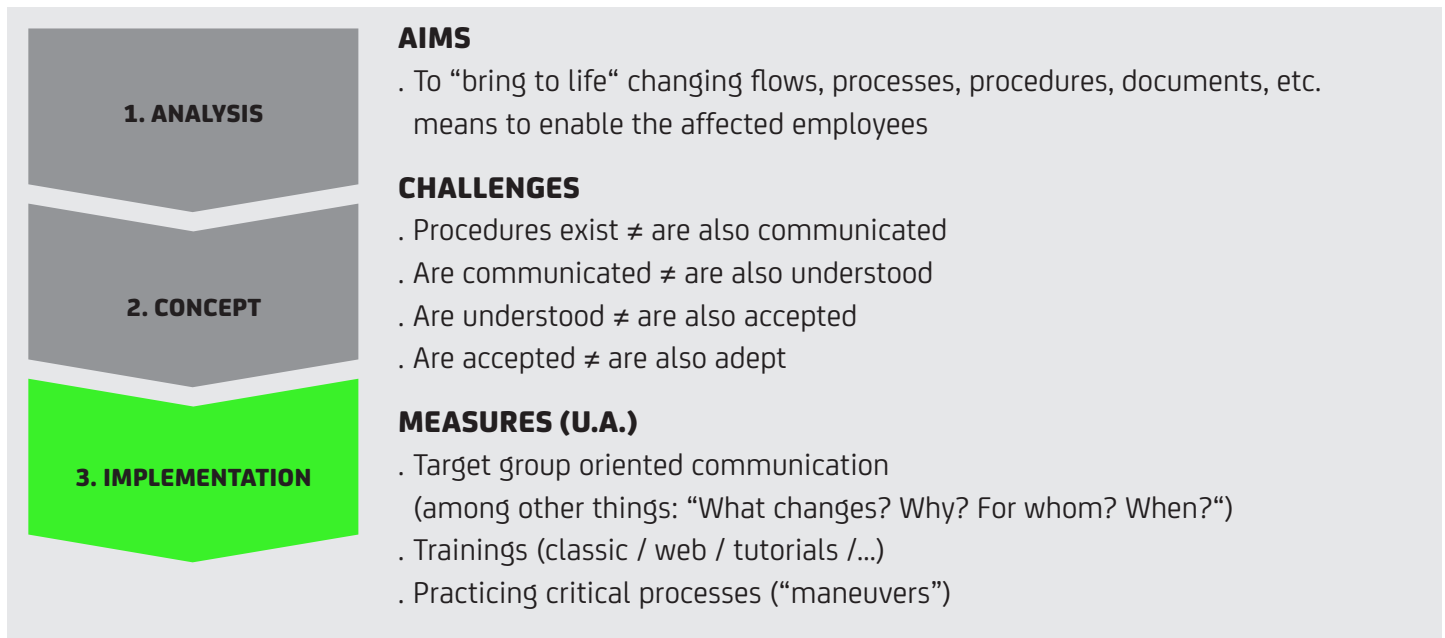 1. ANALYSIS
2. CONCEPT
3. IMPLEMENTATION
AIMS
. To “bring to life“ changing flows, processes, procedures, documents, etc.
means to enable the affected employees
CHALLENGES
. Procedures exist ≠ are also communicated
. Are communicated ≠ are also understood
. Are understood ≠ are also accepted
. Are accepted ≠ are also adept
MEASURES (U.A.)
. Target group oriented communication
(among other things: “What changes? Why? For whom? When?“)
. Trainings (classic / web / tutorials /...)
. Practicing critical processes (“maneuvers”)